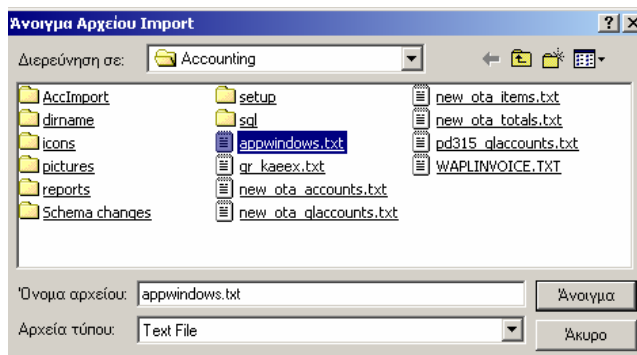 Άνοιγμα Αρχείου Import
Διερεύνηση σε: Accounting
AccImport setup new_ota_items.txt
dirname sql new_ota_totals.txt
icons appwindows.txt pd315_glaccounts.txt
pictures gr_kaeex.txt WAPLINVOICE.TXT
reports new_ota_accounts.txt
Schema changes new_ota_glaccounts.txt
Όνομα αρχείου: appwindows.txt Άνοιγμα
Αρχεία τύπου: Text File Άκυρο